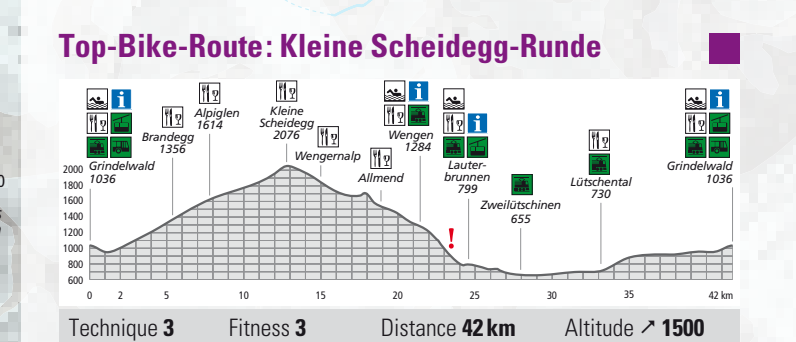 Top-Bike-Route: Kleine Scheidegg-Runde
Grindelwald
1036
Brandegg
1356
Alpiglen
1614
Kleine
Scheidegg
2076
Wengernalp
Allmend
Wengen
1284
Lauter-
brunnen
799
Zweilütschinen
655
Lütschental
730
Grindelwald
1036
!
2000
1800
1600
1400
1200
1000
800
600
0 2 5 10 15 20 25 30 35 42 km
Technique 3 Fitness 3 Distance 42 km Altitude ↗ 1500